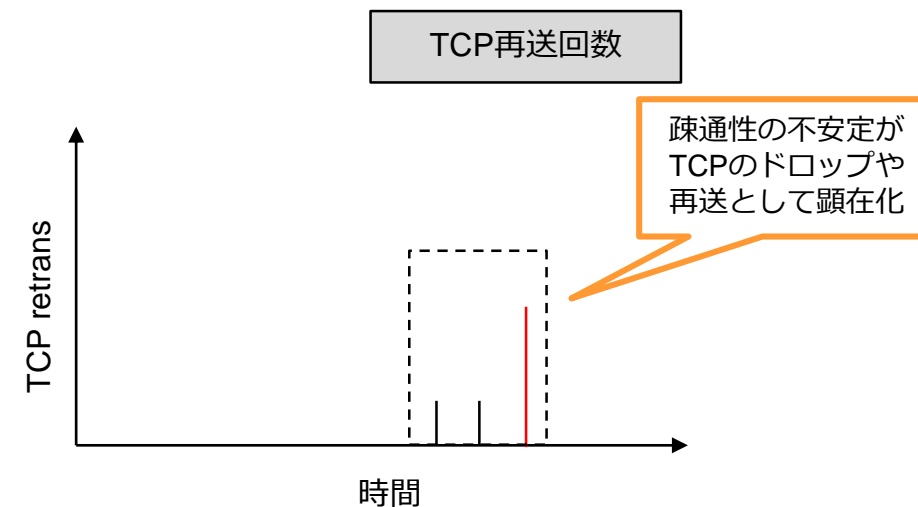 TCP再送回数
疎通性の不安定が
TCPのドロップや
再送として顕在化
TCP retrans
時間